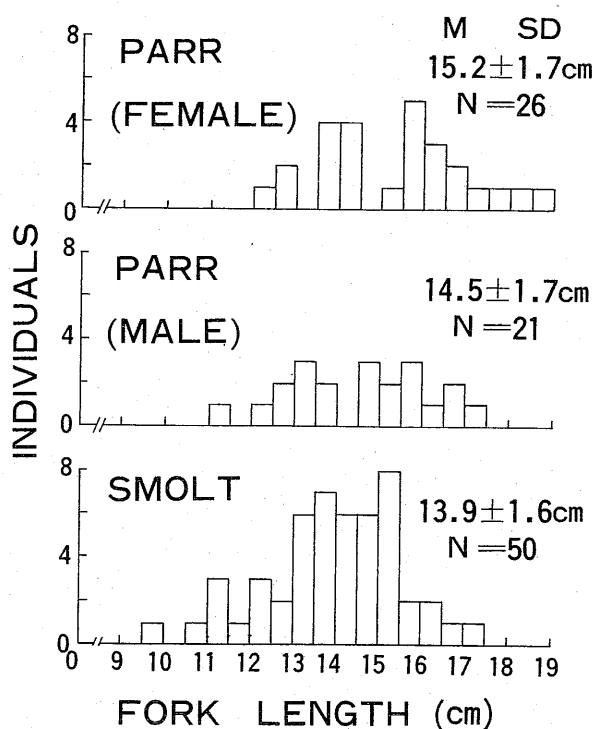 M SD
8
PARR
15.2±1.7cm
(FEMALE)
N=26
4
0
INDIVIDUALS
8
PARR
14.5±1.7cm
(MALE)
N=21
4
0
8
SMOLT
13.9±1.6cm
N=50
4
0
0 9 10 11 12 13 14 15 16 17 18 19
FORK LENGTH (cm)